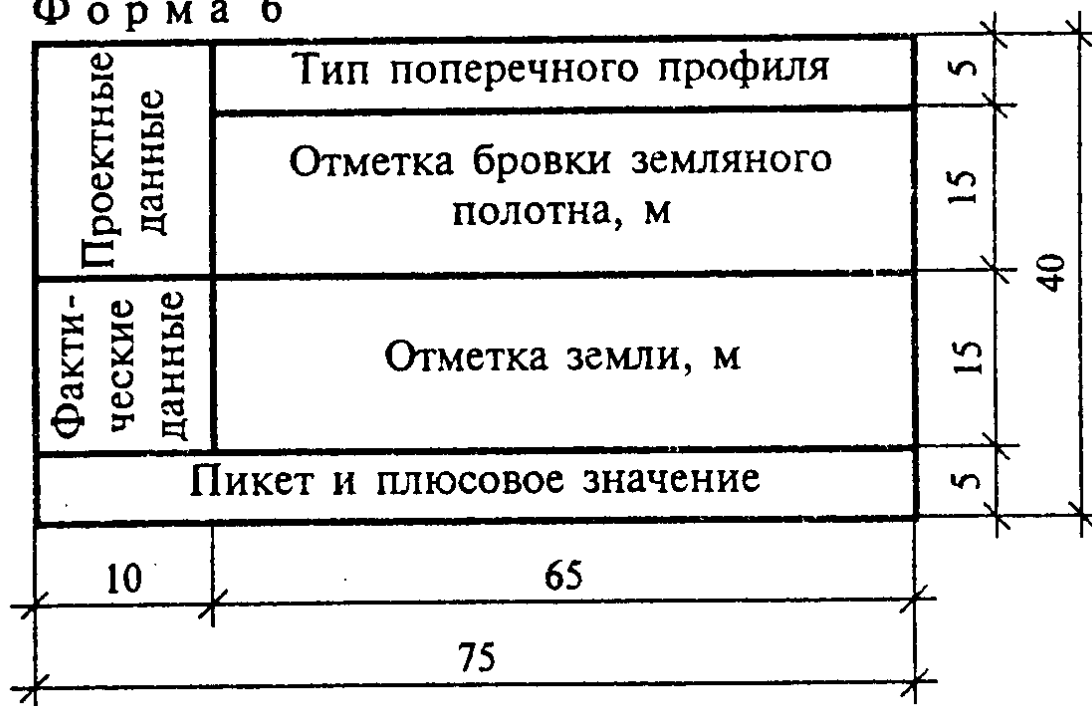 Форма 6
Проектные
данные
Тип поперечного профиля
Отметка бровки земляного
полотна, м
Факти-
ческие
данные
Отметка земли, м
Пикет и плюсовое значение
5
15
15
5
40
10
65
75